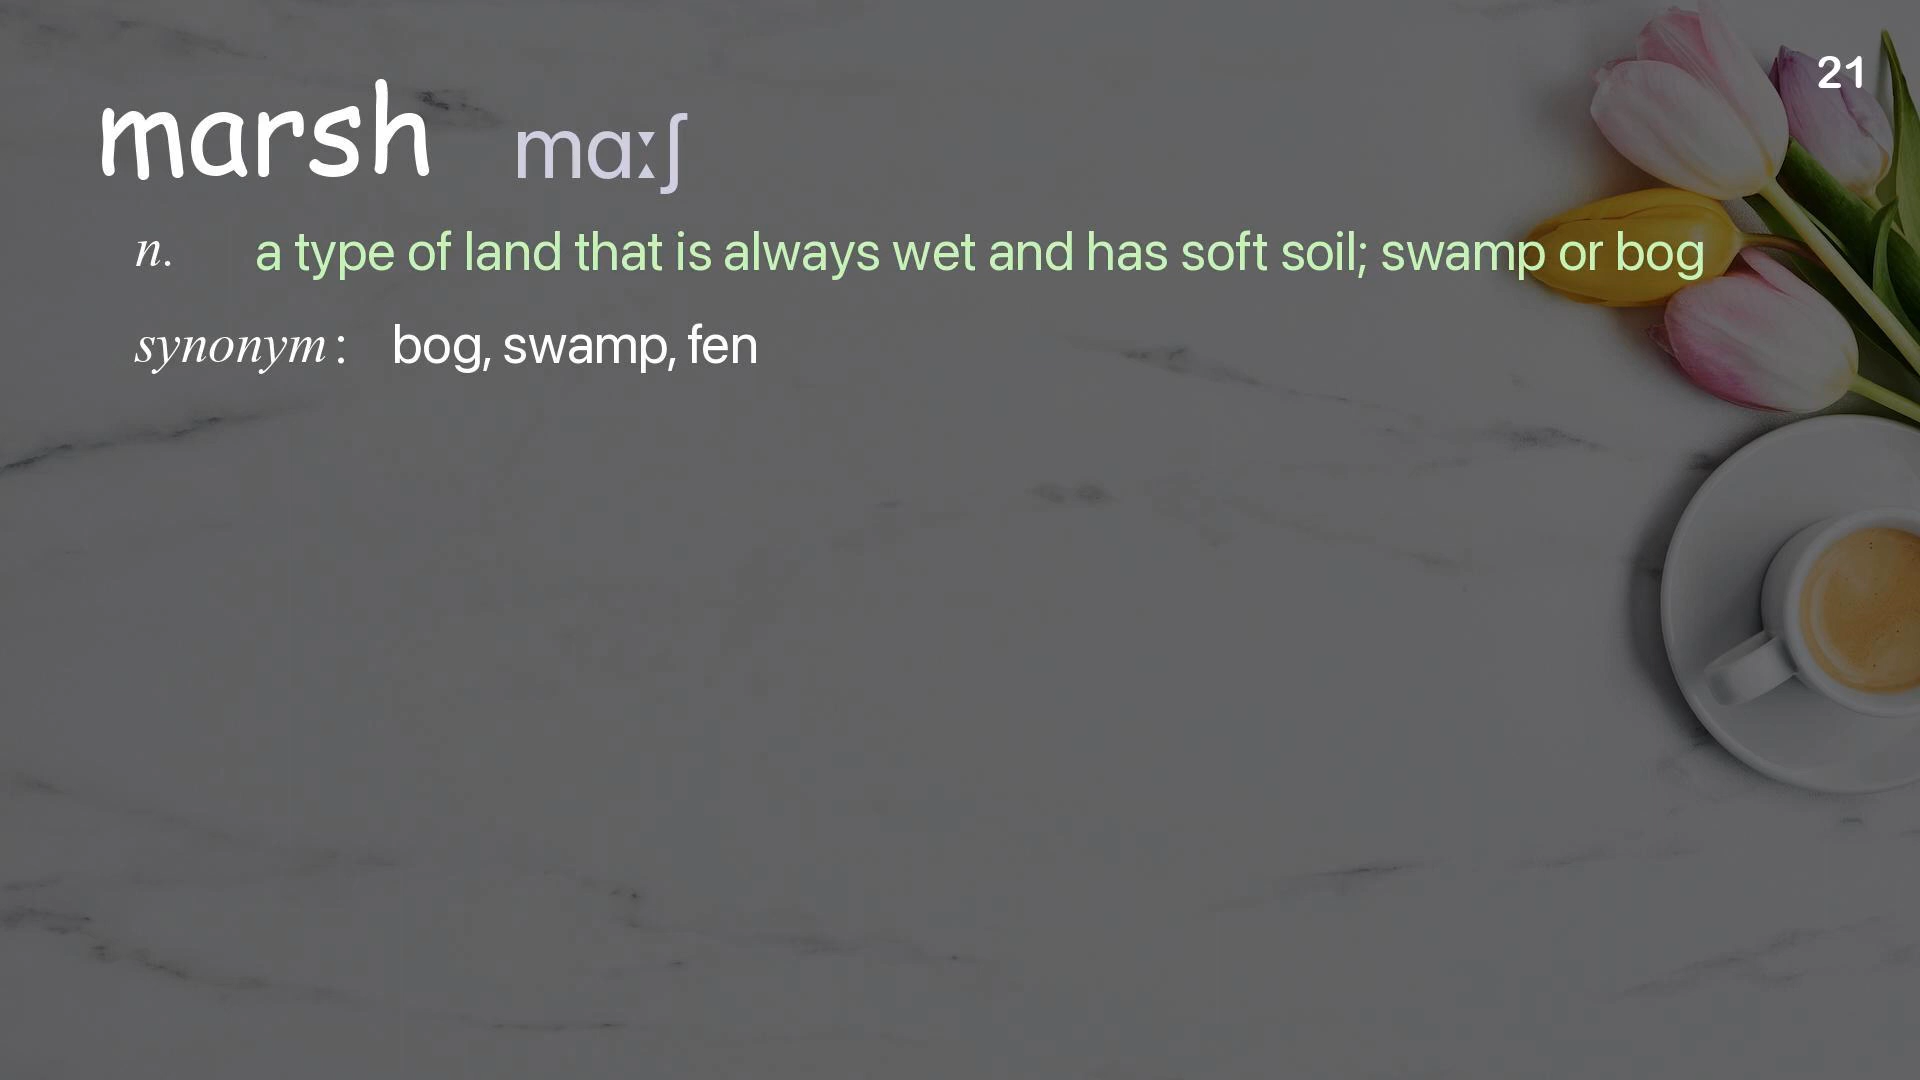 21
marsh mɑːʃ
n. a type of land that is always wet and has soft soil; swamp or bog
synonym: bog, swamp, fen